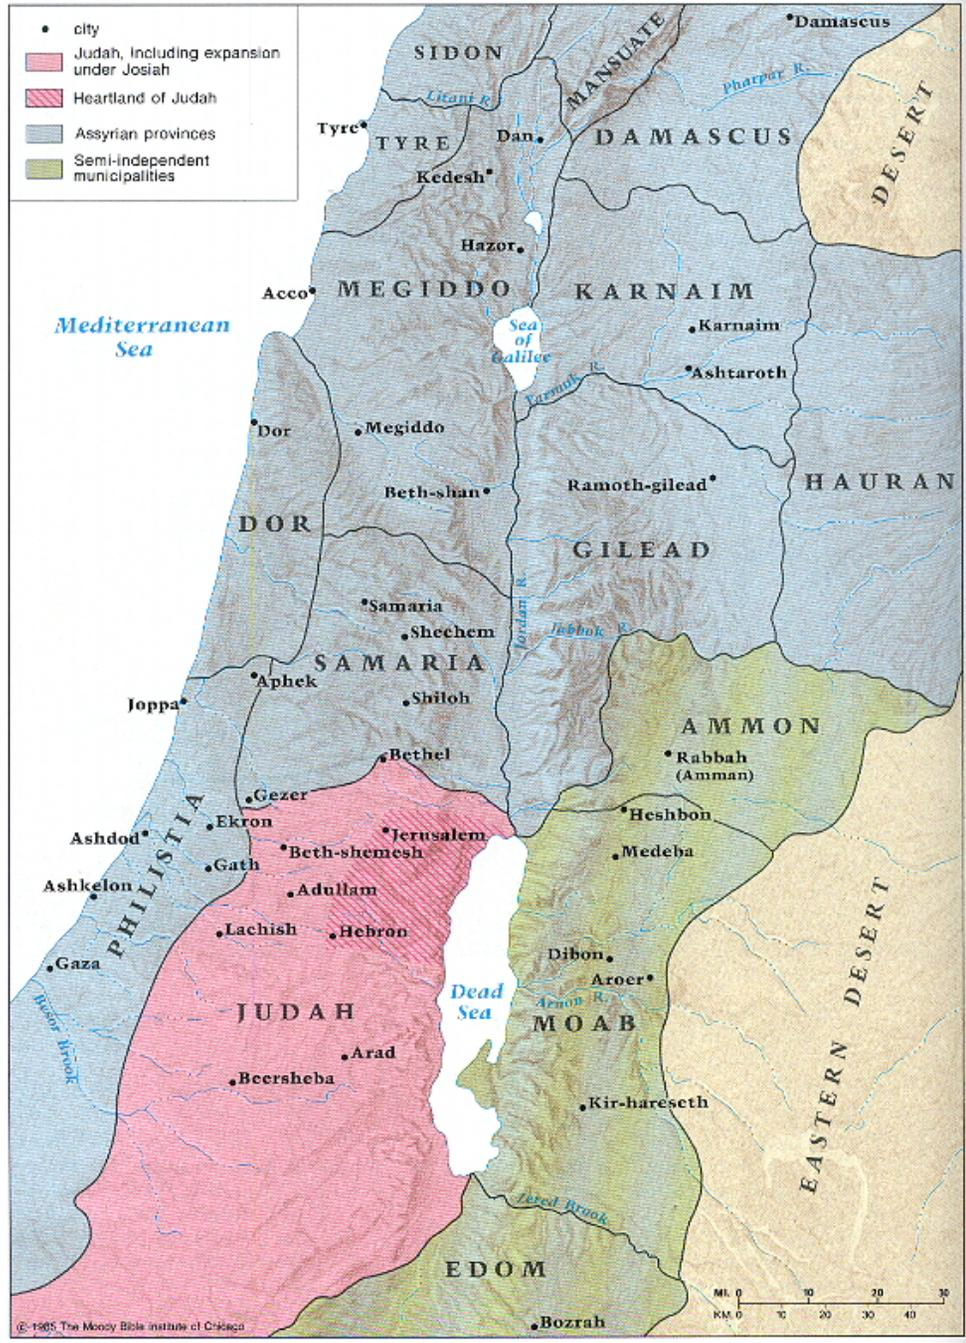 city
Judah, including expansion
under Josiah
Heartland of Judah
Assyrian provinces
Semi-independent
municipalities
Damascus
SIDON
MANSUATE
Pharpar R.
Litani R.
Tyre
TYRE
Dan
DAMASCUS
DESERT
Kedesh
Hazor
Acco
MEGIDDO
KARNAIM
Mediterranean
Sea
Sea
of
Galilee
Karnaim
Ashtaroth
Yarmuk R.
Dor
Megiddo
Beth-shan
Ramoth-gilead
HAURAN
DOR
GILEAD
Jordan R.
Samaria
Shechem
Jabbok R.
SAMARIA
Aphek
Joppa
Shiloh
AMMON
Bethel
Rabbah
(Amman)
Gezer
Heshbon
Ekron
Jerusalem
Ashdod
Beth-shemesh
Medeba
PHILISTIA
Gath
Ashkelon
Adullam
Lachish
Hebron
Dibon
Gaza
Aroer
EASTERN DESERT
Dead
Sea
Arnon R.
Besor Brook
JUDAH
MOAB
Arad
Beersheba
Kir-hareseth
Zered Brook
EDOM
MI. 0 10 20 30
KM. 0 10 20 30 40
Bozrah
© 1985 The Moody Bible Institute of Chicago